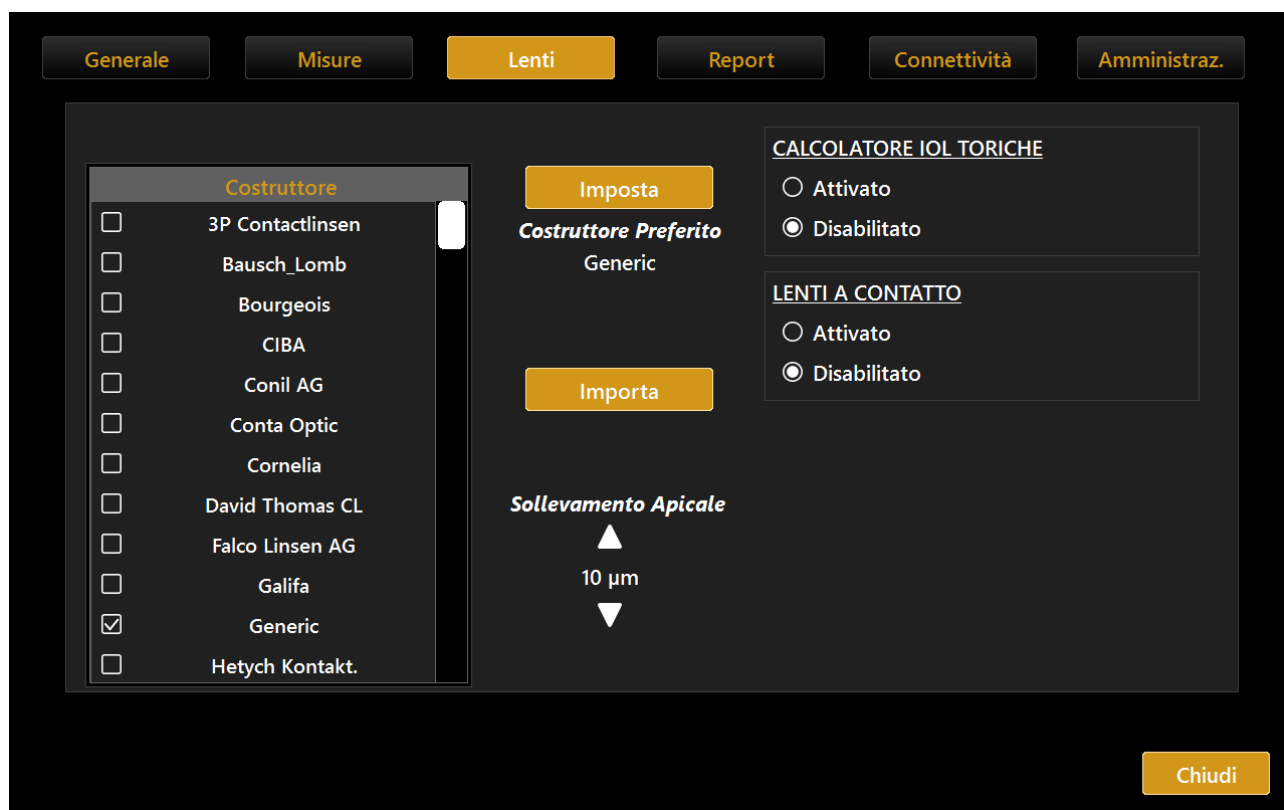 Generale
Misure
Lenti
Report
Connettività
Amministraz.
Costruttore
3P Contactlinsen
Bausch_Lomb
Bourgeois
CIBA
Conil AG
Conta Optic
Cornelia
David Thomas CL
Falco Linsen AG
Galifa
Generic
Hetych Kontakt.
Imposta
Costruttore Preferito
Generic
Importa
Sollevamento Apicale
10 µm
CALCOLATORE IOL TORICHE
Attivato
Disabilitato
LENTI A CONTATTO
Attivato
Disabilitato
Chiudi